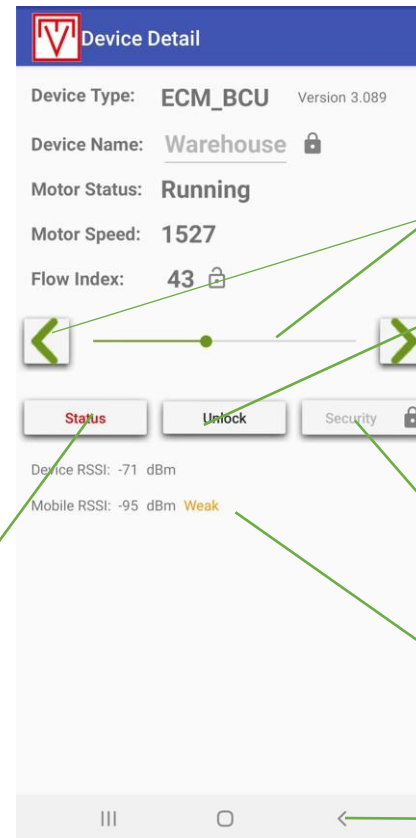 Device Detail
Device Type: ECM_BCU Version 3.089
Device Name: Warehouse
Motor Status: Running
Motor Speed: 1527
Flow Index: 43
Status Unlock Security
Device RSSI: -71 dBm
Mobile RSSI: -95 dBm Weak